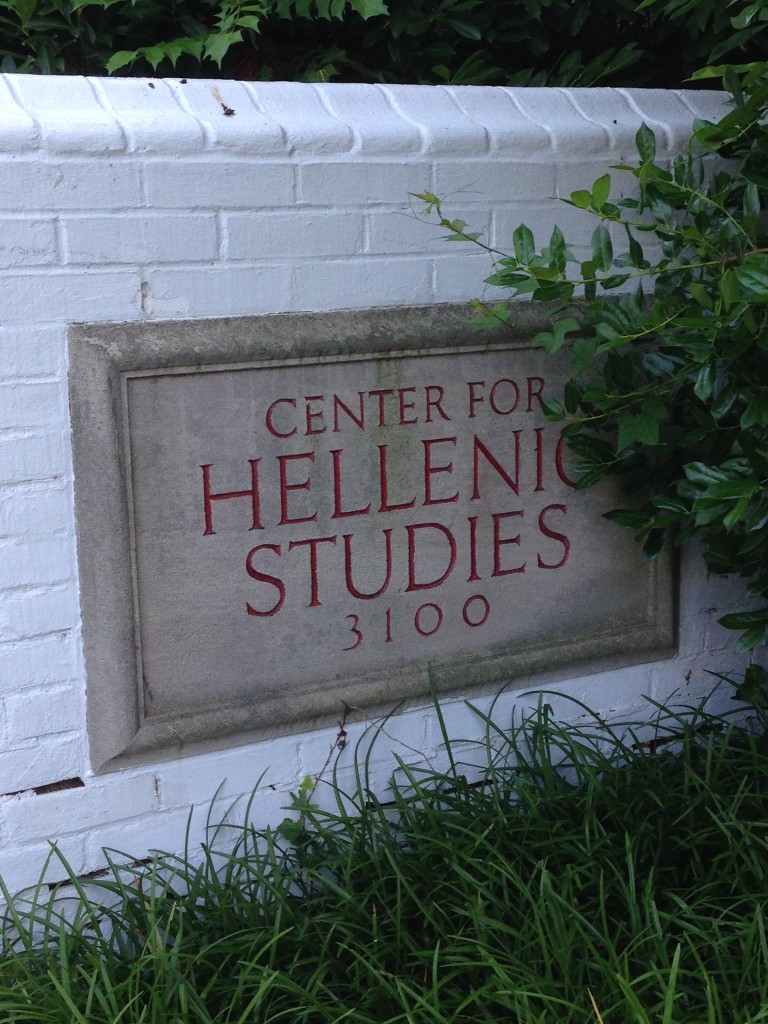 CENTER FOR
HELLENIC
STUDIES
3100